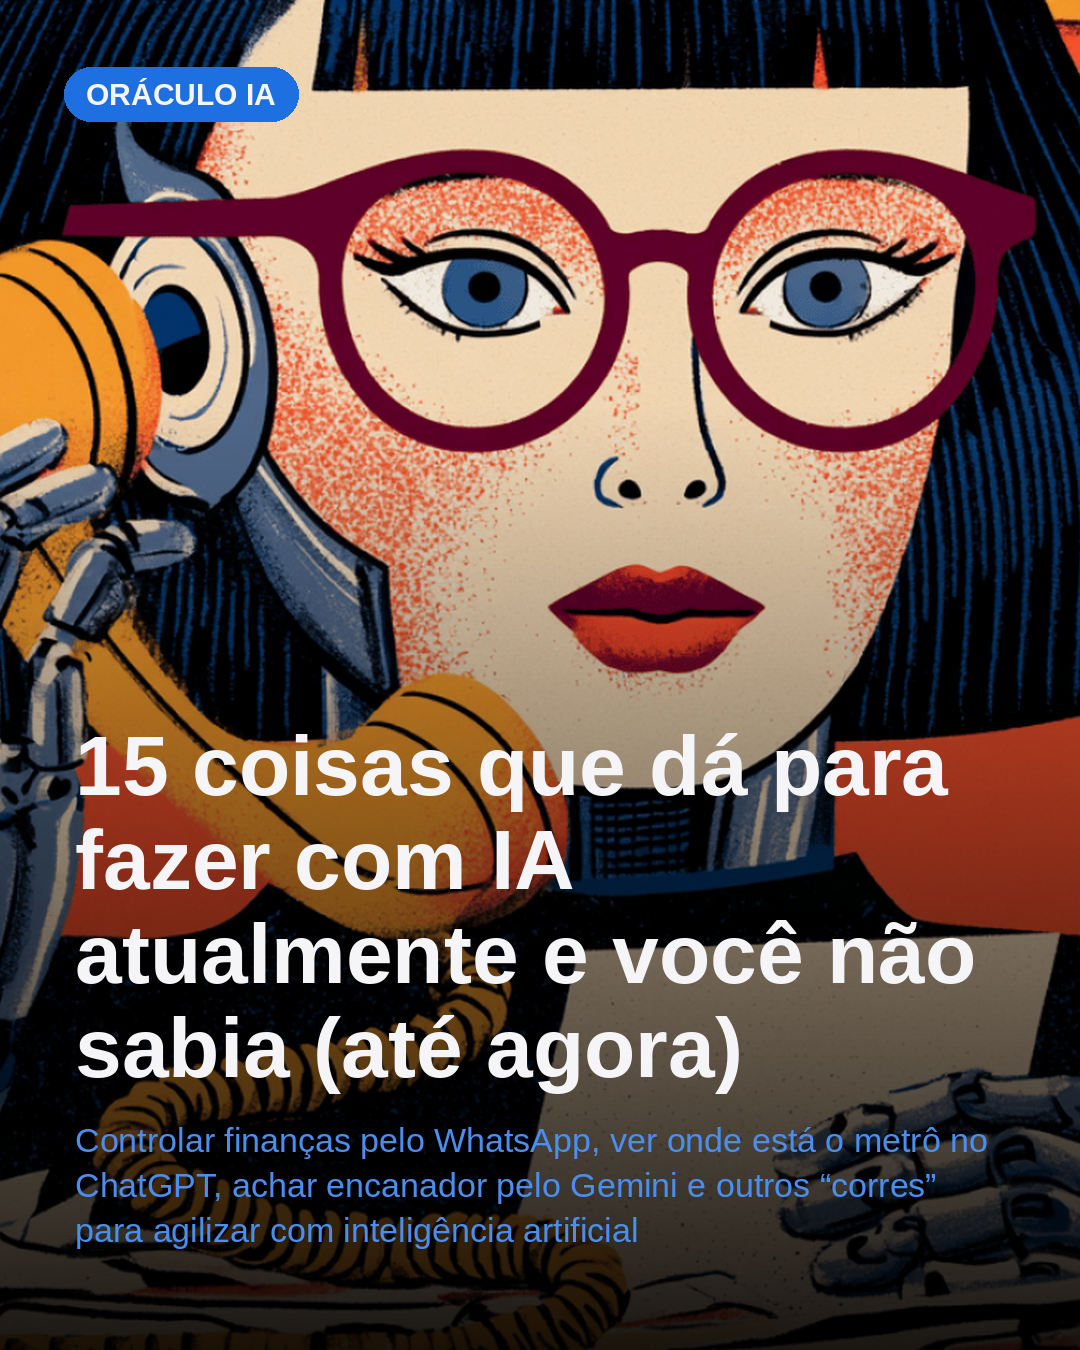 ORÁCULO IA
15 coisas que dá para
fazer com IA
atualmente e você não
sabia (até agora)
Controlar finanças pelo WhatsApp, ver onde está o metrô no
ChatGPT, achar encanador pelo Gemini e outros “corres”
para agilizar com inteligência artificial